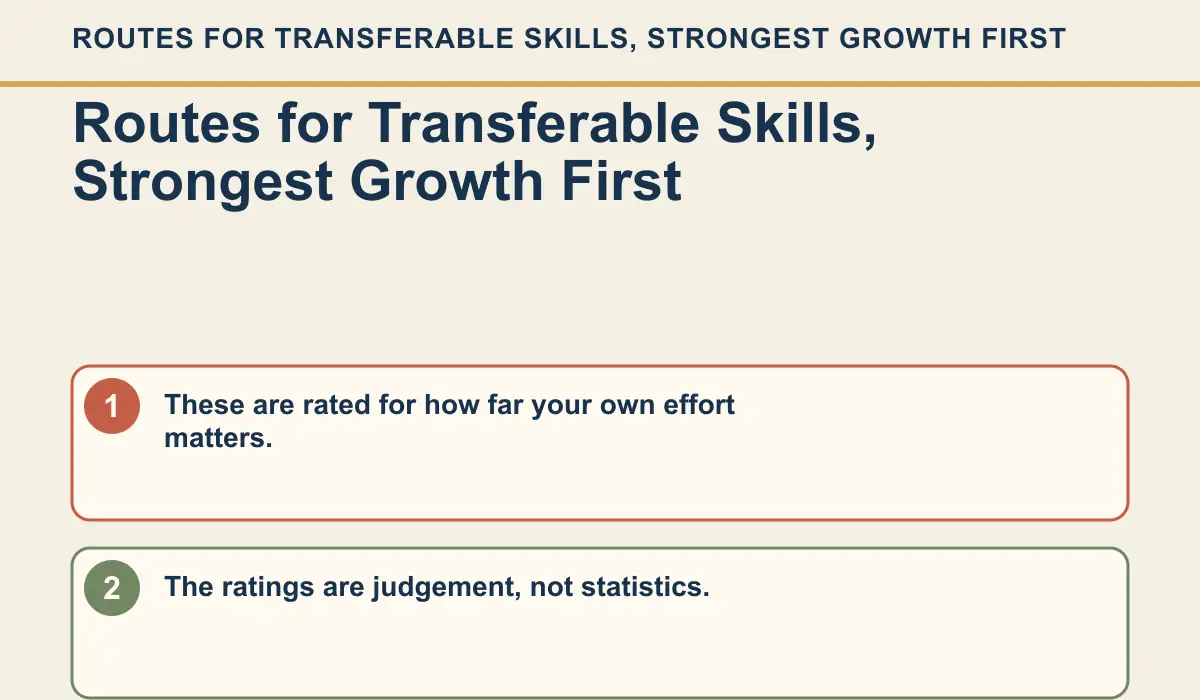 ROUTES FOR TRANSFERABLE SKILLS, STRONGEST GROWTH FIRST
Routes for Transferable Skills,
Strongest Growth First
1
These are rated for how far your own effort
matters.
2
The ratings are judgement, not statistics.